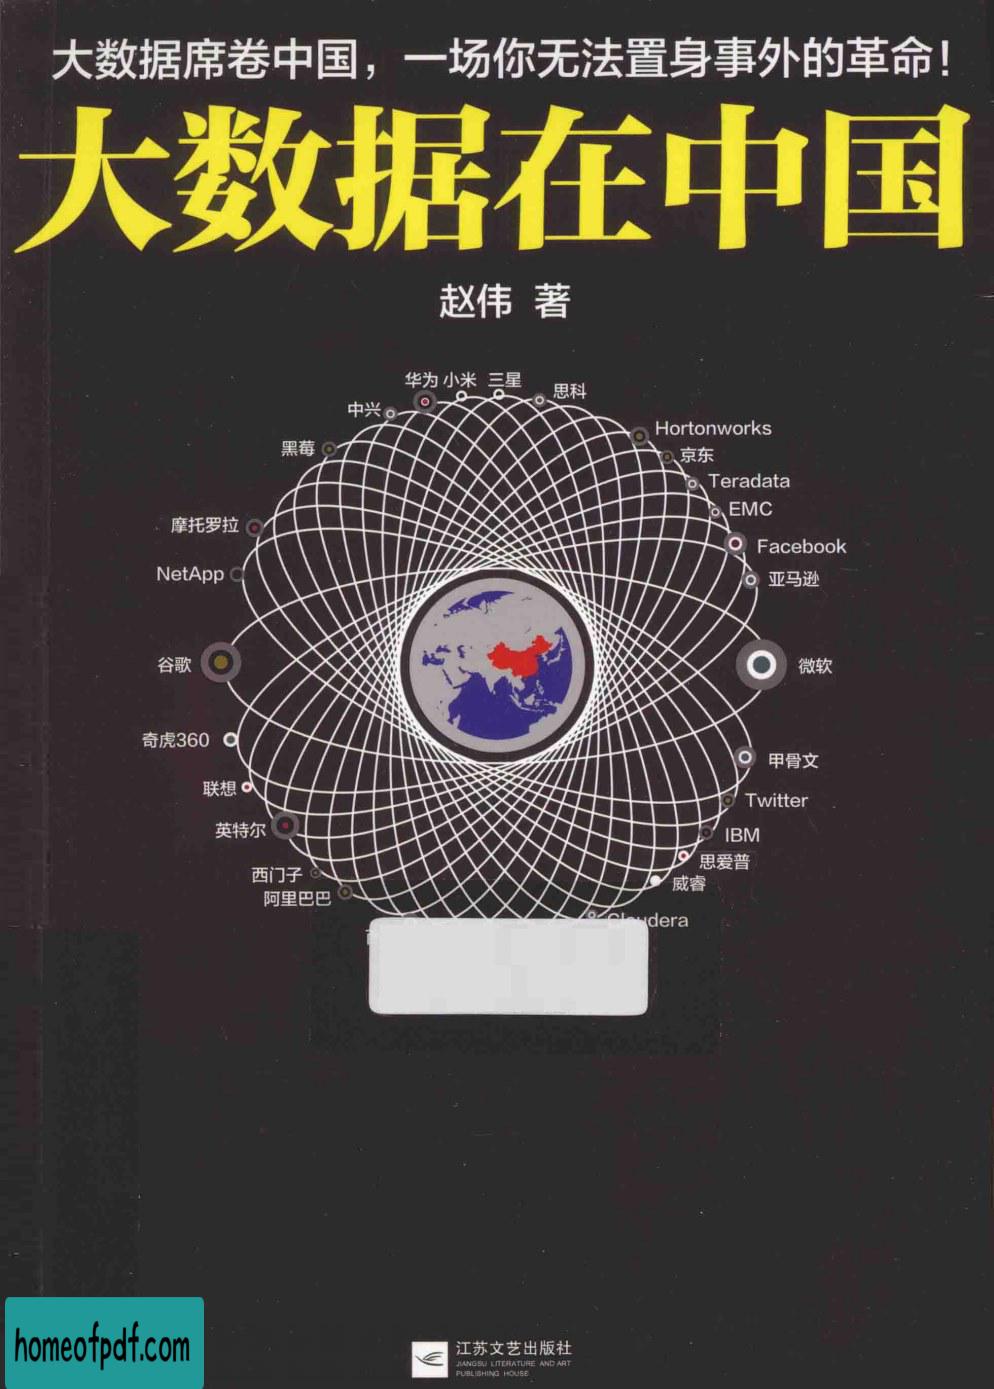 大数据席卷中国，一场你无法置身事外的革命！
大数据在中国
赵伟 著
华为 小米 三星
思科
中兴
Hortonworks
黑莓
京东
Teradata
EMC
摩托罗拉
Facebook
NetApp
亚马逊
谷歌
微软
奇虎360
甲骨文
联想
Twitter
英特尔
IBM
思爱普
西门子
威睿
阿里巴巴
Cloudera
homeofpdf.com
江苏文艺出版社
JIANGSU LITERATURE AND ART
PUBLISHING HOUSE